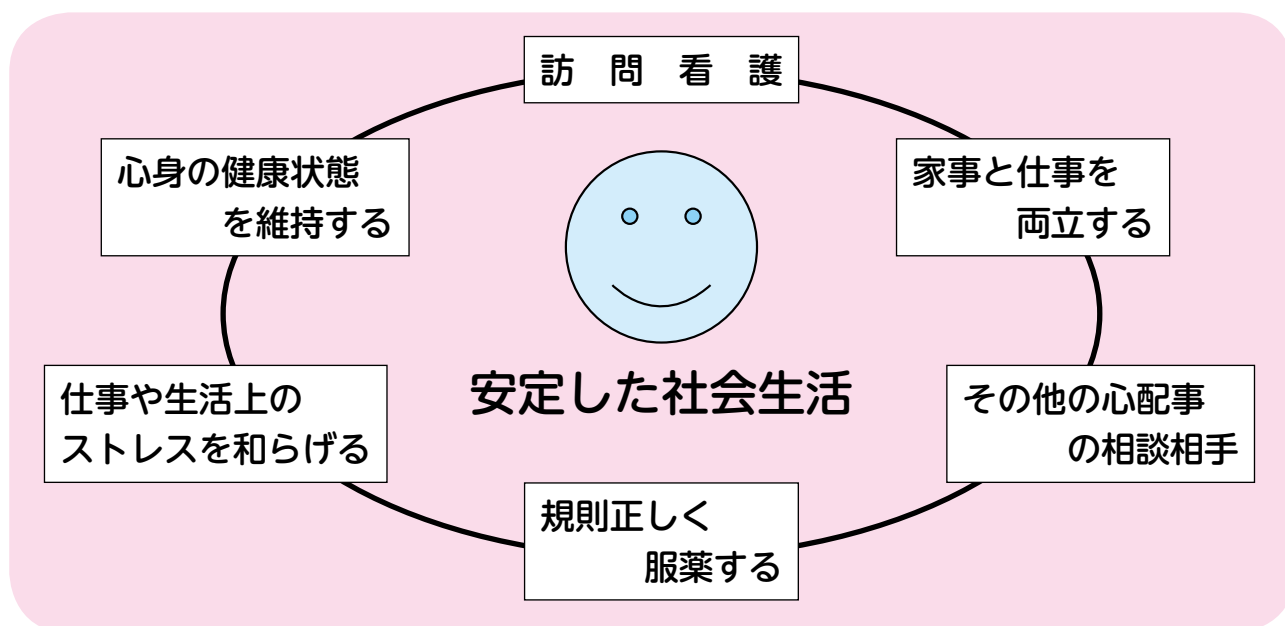 訪問看護
心身の健康状態
を維持する
家事と仕事を
両立する
仕事や生活上の
ストレスを和らげる
安定した社会生活
その他の心配事
の相談相手
規則正しく
服薬する